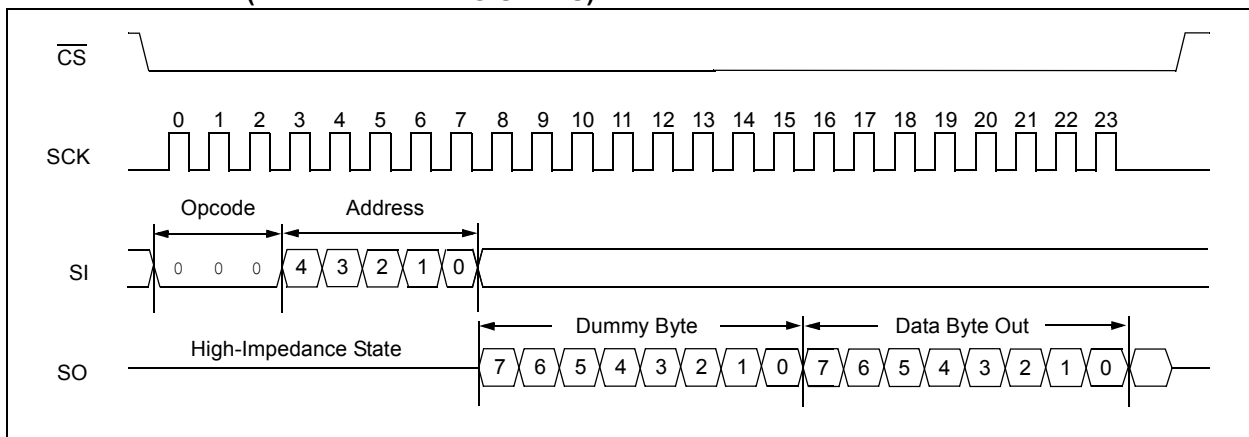 CS
0 1 2 3 4 5 6 7 8 9 10 11 12 13 14 15 16 17 18 19 20 21 22 23
SCK
Opcode Address
SI 0 0 0 4 3 2 1 0
Dummy Byte Data Byte Out
High-Impedance State
SO 7 6 5 4 3 2 1 0 7 6 5 4 3 2 1 0